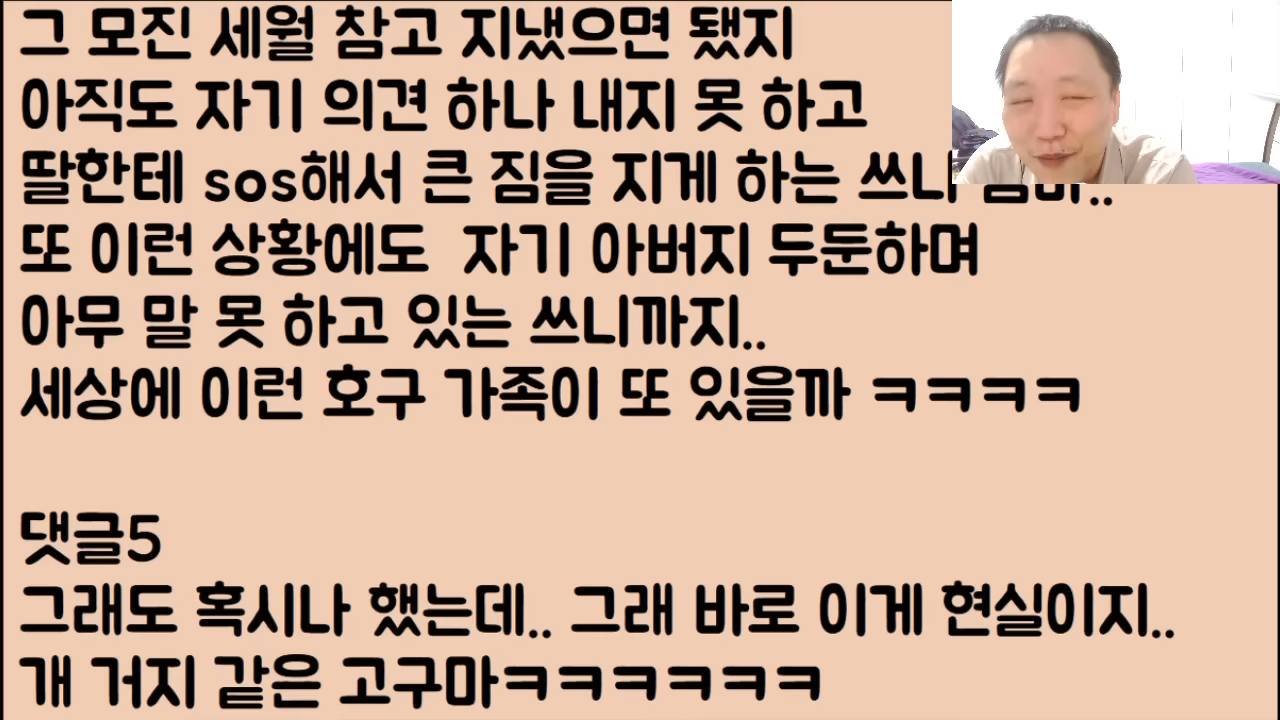 그 모진 세월 참고 지냈으면 됐지
아직도 자기 의견 하나 내지 못 하고
딸한테 sos해서 큰 짐을 지게 하는 쓰니
또 이런 상황에도 자기 아버지 두둔하며
아무 말 못 하고 있는 쓰니까지..
세상에 이런 호구 가족이 또 있을까 ㅋㅋㅋㅋ
댓글5
그래도 혹시나 했는데.. 그래 바로 이게 현실이지..
개 거지 같은 고구마ㅋㅋㅋㅋㅋㅋ